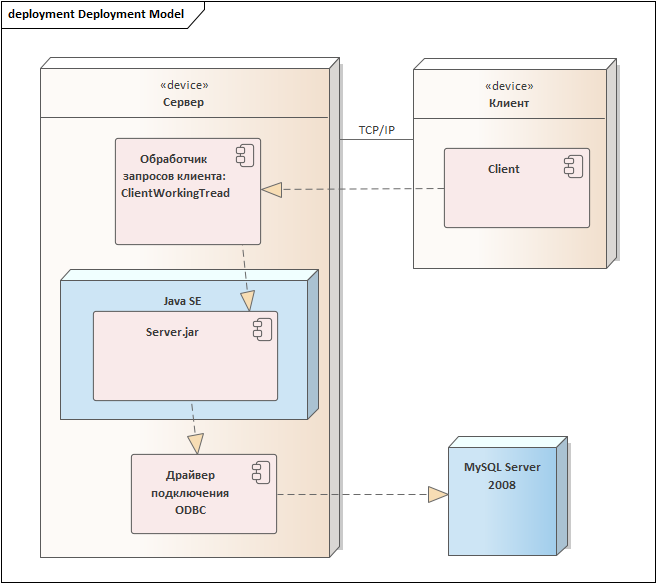 deployment Deployment Model
«device»
Сервер
«device»
Клиент
TCP/IP
Обработчик
запросов клиента:
ClientWorkingTread
Client
Java SE
Server.jar
Драйвер
подключения
ODBC
MySQL Server
2008